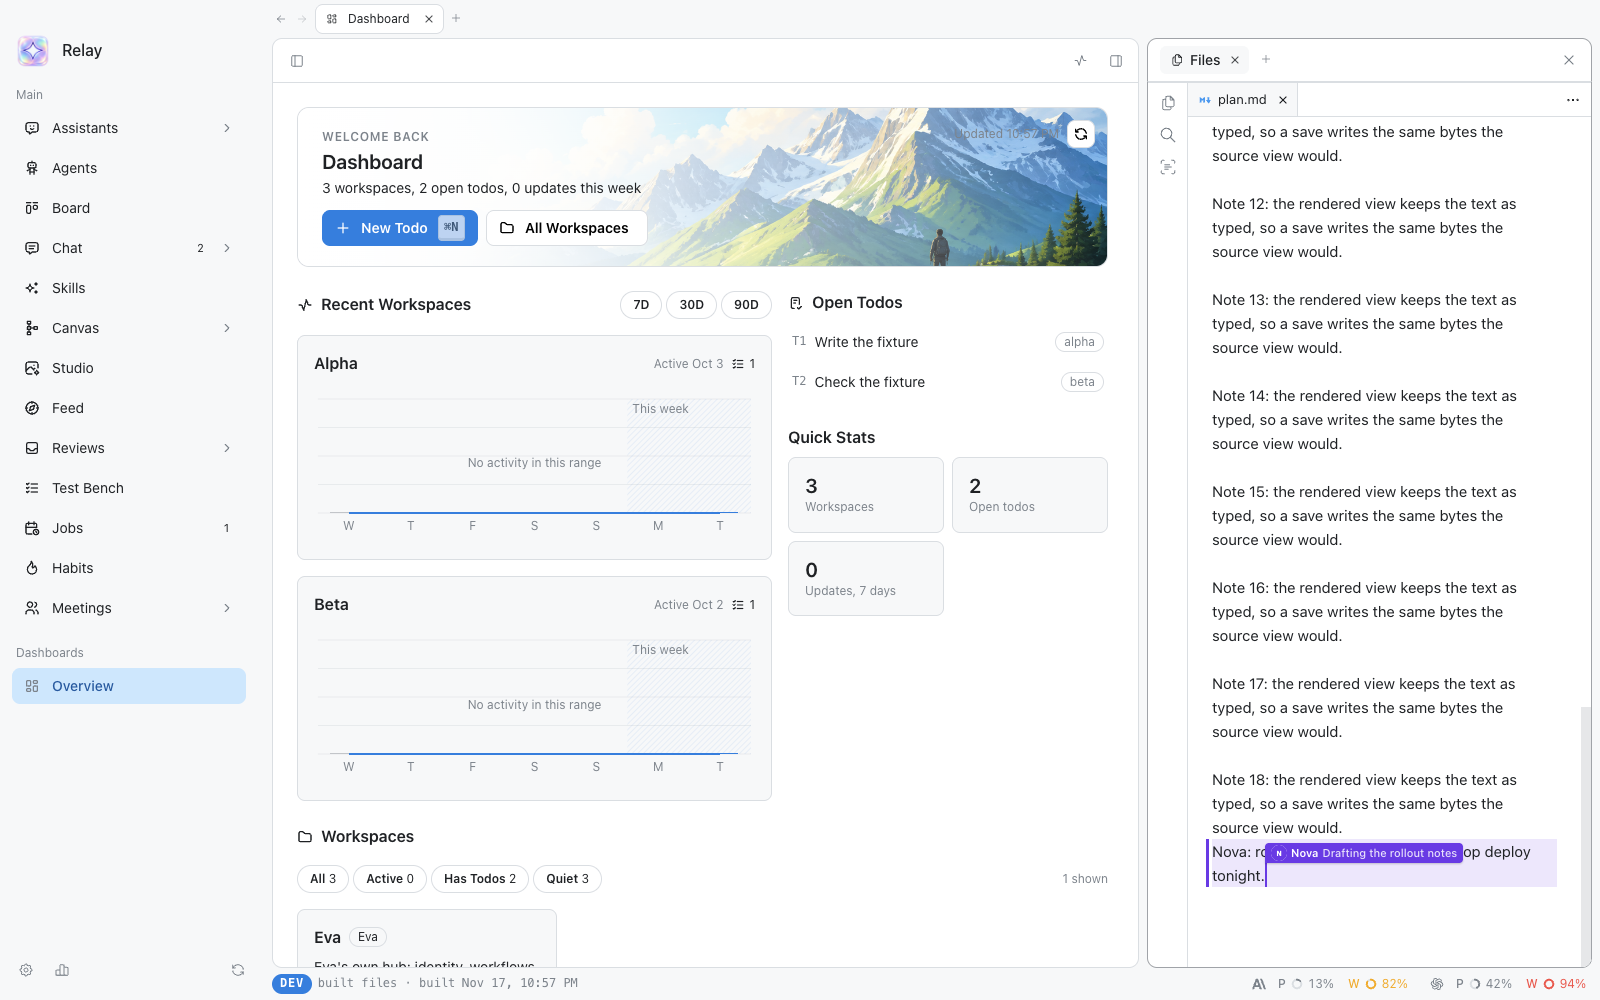 Dashboard
Relay
Main
Assistants
Agents
Board
Chat 2
Skills
Canvas
Studio
Feed
Reviews
Test Bench
Jobs 1
Habits
Meetings
Dashboards
Overview
WELCOME BACK
Dashboard
3 workspaces, 2 open todos, 0 updates this week
New Todo ⌘N
All Workspaces
Updated
Recent Workspaces
7D 30D 90D
Alpha
Active Oct 3 1
This week
No activity in this range
W T F S S M T
Beta
Active Oct 2 1
This week
No activity in this range
W T F S S M T
Open Todos
T1 Write the fixture alpha
T2 Check the fixture beta
Quick Stats
3
Workspaces
2
Open todos
0
Updates, 7 days
Workspaces
All 3 Active 0 Has Todos 2 Quiet 3
1 shown
Eva Eva
Eva's own hub: identity, workflows
Files
plan.md
typed, so a save writes the same bytes the
source view would.
Note 12: the rendered view keeps the text as
typed, so a save writes the same bytes the
source view would.
Note 13: the rendered view keeps the text as
typed, so a save writes the same bytes the
source view would.
Note 14: the rendered view keeps the text as
typed, so a save writes the same bytes the
source view would.
Note 15: the rendered view keeps the text as
typed, so a save writes the same bytes the
source view would.
Note 16: the rendered view keeps the text as
typed, so a save writes the same bytes the
source view would.
Note 17: the rendered view keeps the text as
typed, so a save writes the same bytes the
source view would.
Note 18: the rendered view keeps the text as
typed, so a save writes the same bytes the
source view would.
Nova: deploy
N Nova Drafting the rollout notes
tonight.
DEV built files · built Nov 17, 10:57 PM
P 13% W 82% P 42% W 94%